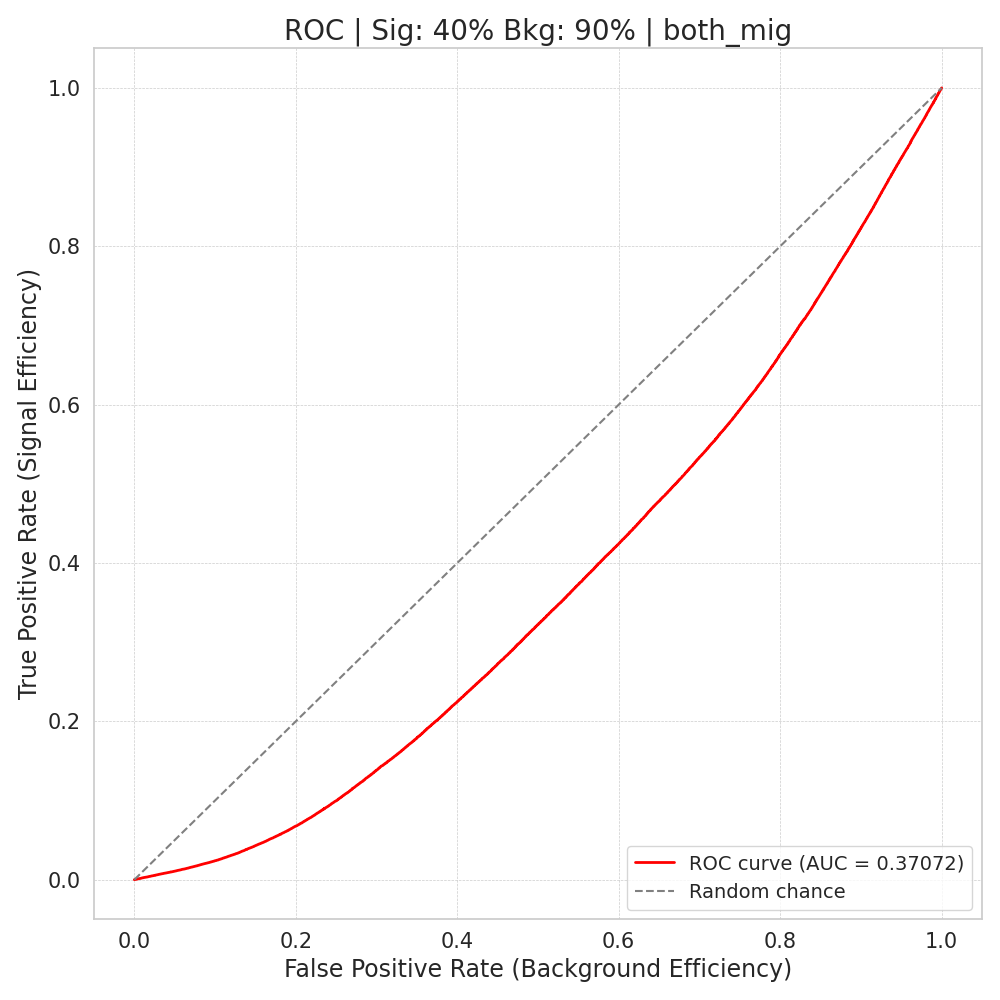 ROC | Sig: 40% Bkg: 90% | both_mig
True Positive Rate (Signal Efficiency)
1.0
0.8
0.6
0.4
0.2
0.0
ROC curve (AUC = 0.37072)
Random chance
0.0 0.2 0.4 0.6 0.8 1.0
False Positive Rate (Background Efficiency)